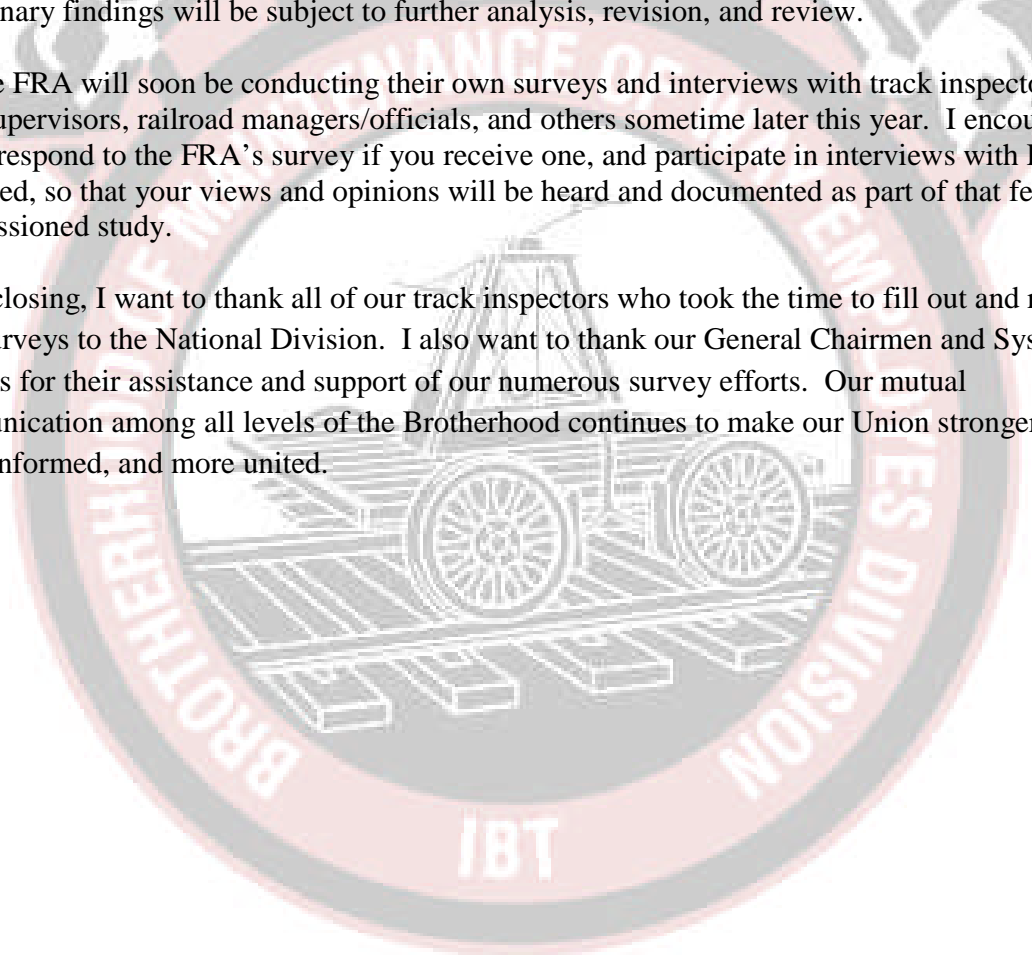 nary findings will be subject to further analysis, revision, and review.
e FRA will soon be conducting their own surveys and interviews with track inspecto
upervisors, railroad managers/officials, and others sometime later this year.  I encou
respond to the FRA's survey if you receive one, and participate in interviews with
ed, so that your views and opinions will be heard and documented as part of that fe
ssioned study.
closing, I want to thank all of our track inspectors who took the time to fill out and
urveys to the National Division.  I also want to thank our General Chairmen and Sys
s for their assistance and support of our numerous survey efforts.  Our mutual
unication among all levels of the Brotherhood continues to make our Union stronger
informed, and more united.
BROTHERHOOD OF MAINTENANCE OF WAY EMPLOYES DIVISION
IBT